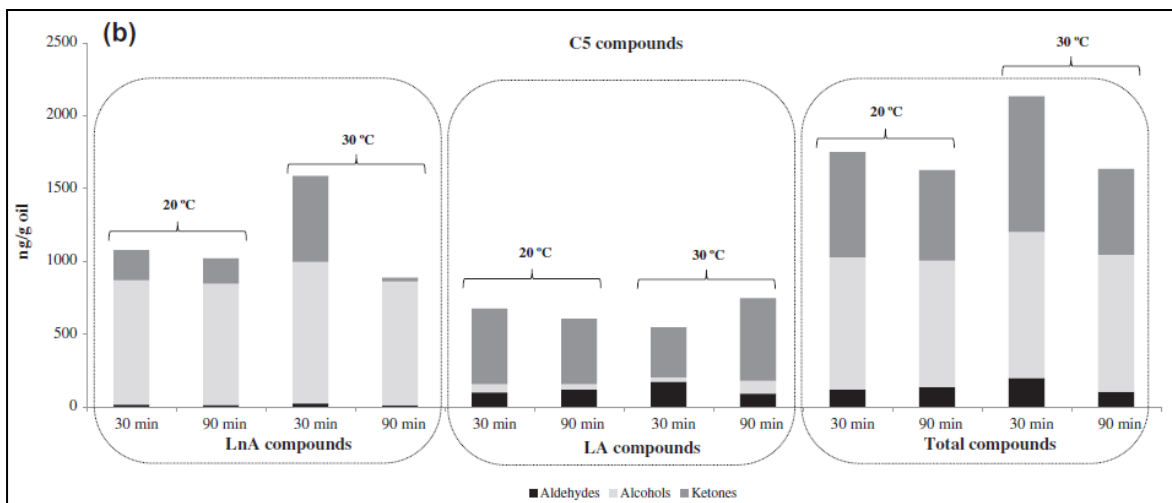 (b)
C5 compounds
2500
2000
1500
1000
500
0
ng/g oil
20 ºC
30 ºC
20 ºC
30 ºC
20 ºC
30 ºC
30 min 90 min 30 min 90 min 30 min 90 min 30 min 90 min 30 min 90 min 30 min 90 min
LnA compounds LA compounds Total compounds
Aldehydes Alcohols Ketones